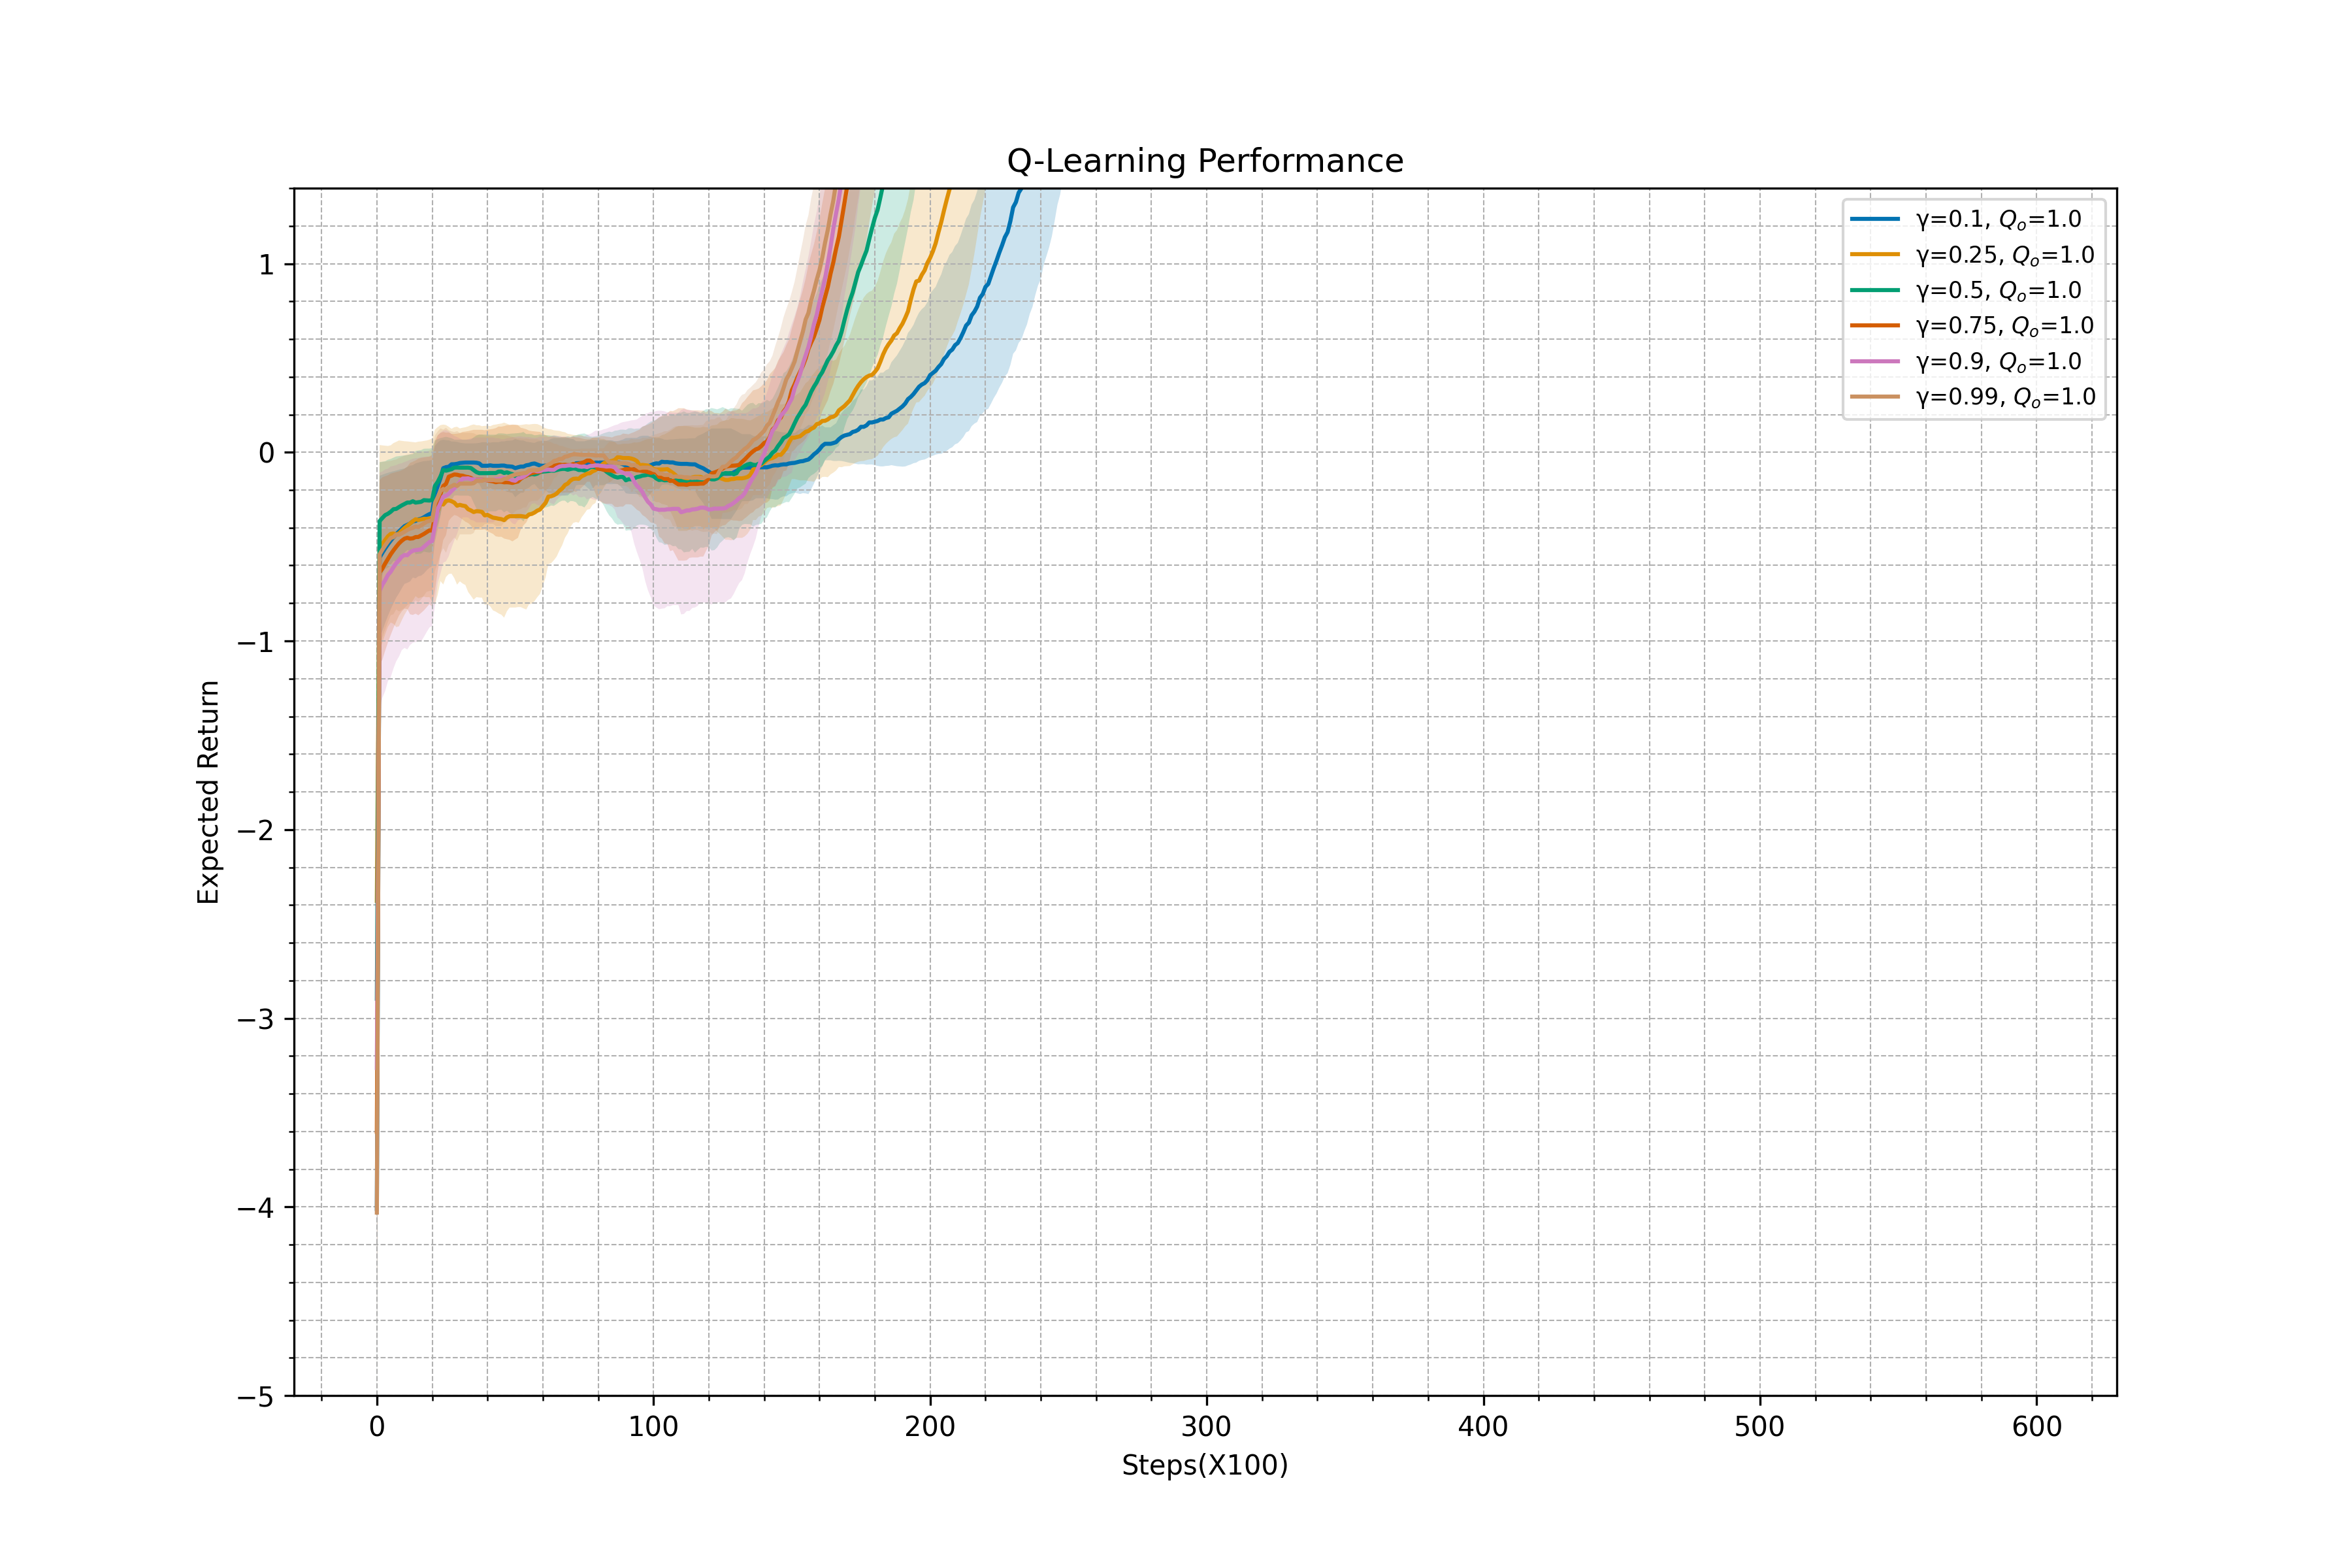 Q-Learning Performance
γ=0.1, Qₒ=1.0
γ=0.25, Qₒ=1.0
γ=0.5, Qₒ=1.0
γ=0.75, Qₒ=1.0
γ=0.9, Qₒ=1.0
γ=0.99, Qₒ=1.0
1
0
−1
−2
−3
−4
−5
Expected Return
0 100 200 300 400 500 600
Steps(X100)